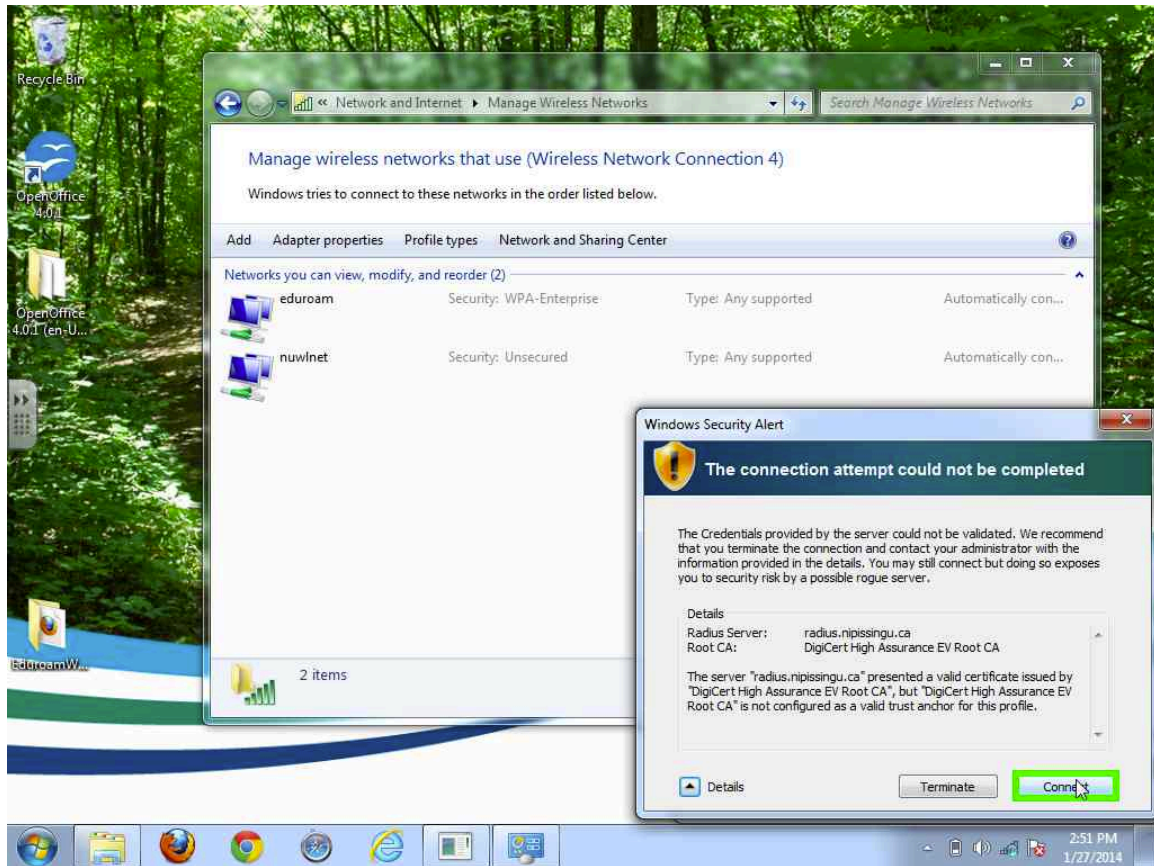 Recycle Bin
OpenOffice
4.0.1
OpenOffice
4.0.1 (en-U...
EduroamW...
« Network and Internet ▸ Manage Wireless Networks
Search Manage Wireless Networks
Manage wireless networks that use (Wireless Network Connection 4)
Windows tries to connect to these networks in the order listed below.
Add Adapter properties Profile types Network and Sharing Center
Networks you can view, modify, and reorder (2)
eduroam Security: WPA-Enterprise Type: Any supported Automatically con...
nuwlnet Security: Unsecured Type: Any supported Automatically con...
2 items
Windows Security Alert
The connection attempt could not be completed
The Credentials provided by the server could not be validated. We recommend
that you terminate the connection and contact your administrator with the
information provided in the details. You may still connect but doing so exposes
you to security risk by a possible rogue server.
Details
Radius Server: radius.nipissingu.ca
Root CA: DigiCert High Assurance EV Root CA
The server "radius.nipissingu.ca" presented a valid certificate issued by
"DigiCert High Assurance EV Root CA", but "DigiCert High Assurance EV
Root CA" is not configured as a valid trust anchor for this profile.
Details Terminate Connect
2:51 PM
1/27/2014